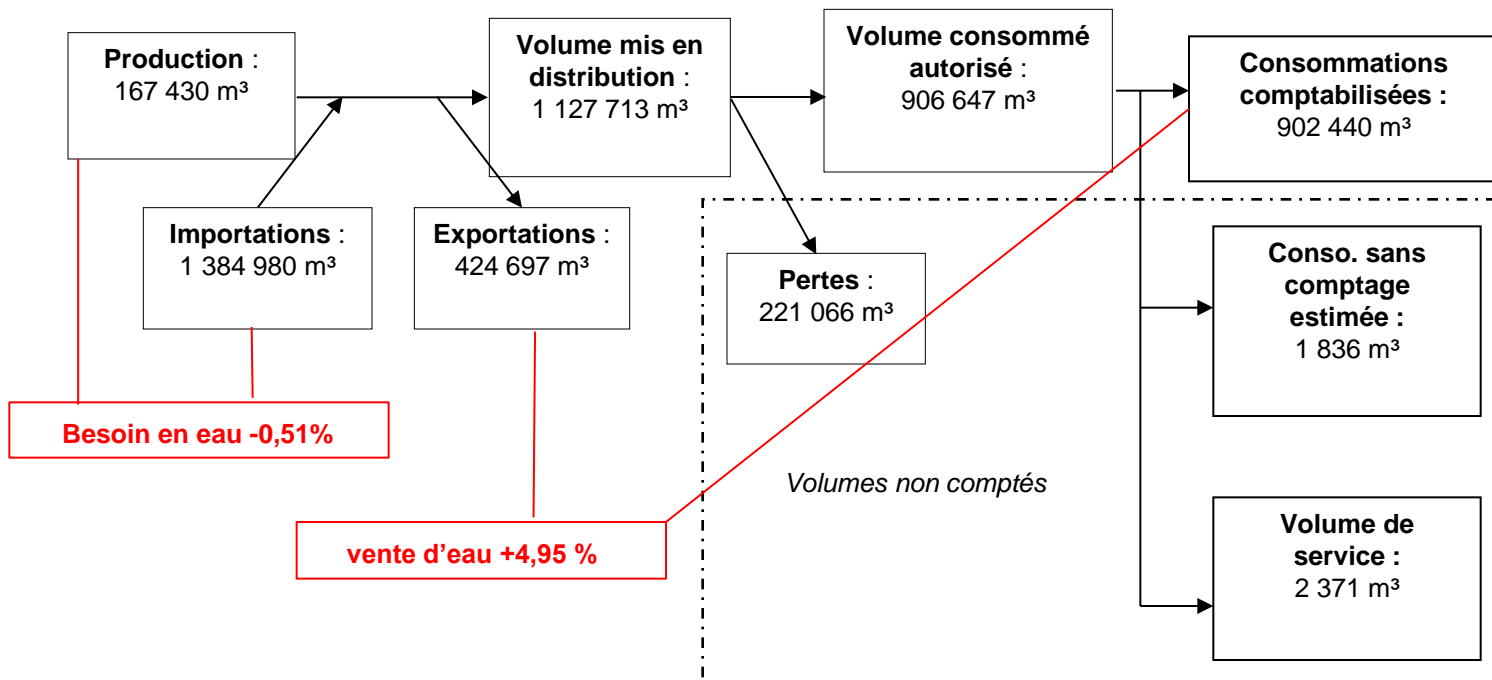 Production :
167 430 m³
Volume mis en
distribution :
1 127 713 m³
Volume consommé
autorisé :
906 647 m³
Consommations
comptabilisées :
902 440 m³
Importations :
1 384 980 m³
Exportations :
424 697 m³
Pertes :
221 066 m³
Conso. sans
comptage
estimée :
1 836 m³
Besoin en eau -0,51%
Volumes non comptés
vente d’eau +4,95 %
Volume de
service :
2 371 m³